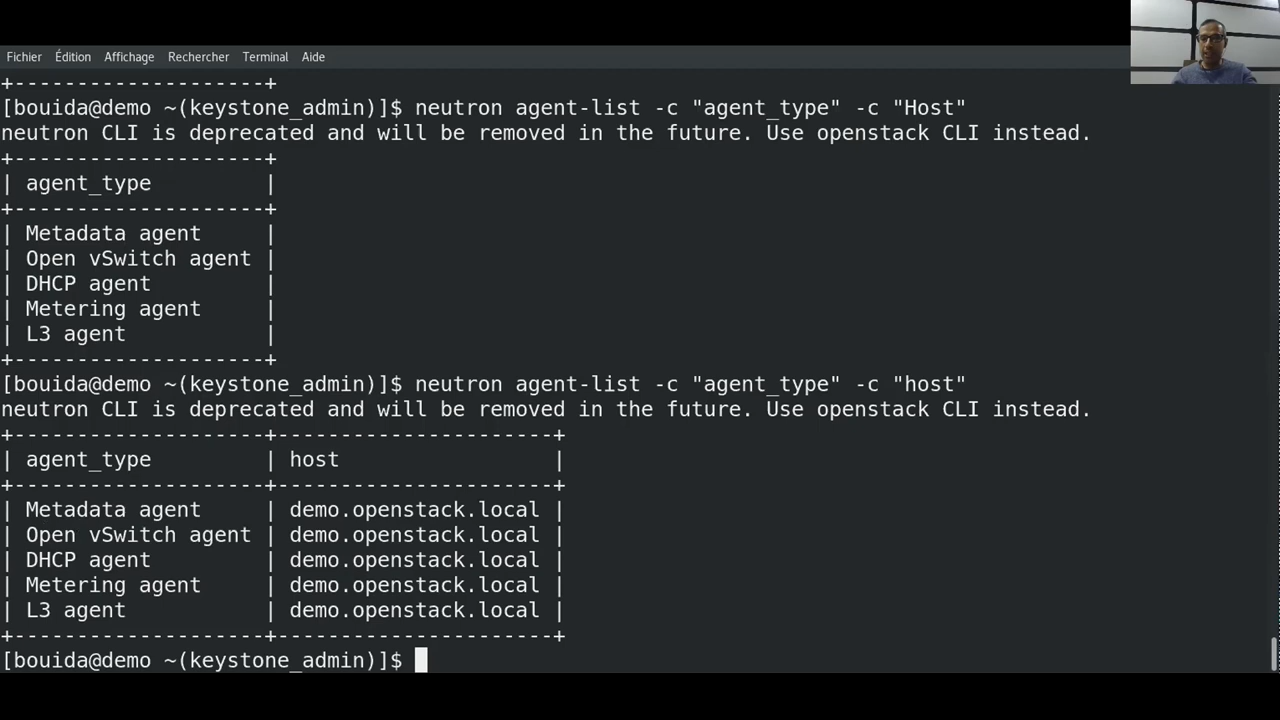 Fichier Édition Affichage Rechercher Terminal Aide
+--------------------+
[bouida@demo ~(keystone_admin)]$ neutron agent-list -c "agent_type" -c "Host"
neutron CLI is deprecated and will be removed in the future. Use openstack CLI instead.
+--------------------+
| agent_type         |
+--------------------+
| Metadata agent     |
| Open vSwitch agent |
| DHCP agent         |
| Metering agent     |
| L3 agent           |
+--------------------+
[bouida@demo ~(keystone_admin)]$ neutron agent-list -c "agent_type" -c "host"
neutron CLI is deprecated and will be removed in the future. Use openstack CLI instead.
+--------------------+----------------------+
| agent_type         | host                 |
+--------------------+----------------------+
| Metadata agent     | demo.openstack.local |
| Open vSwitch agent | demo.openstack.local |
| DHCP agent         | demo.openstack.local |
| Metering agent     | demo.openstack.local |
| L3 agent           | demo.openstack.local |
+--------------------+----------------------+
[bouida@demo ~(keystone_admin)]$